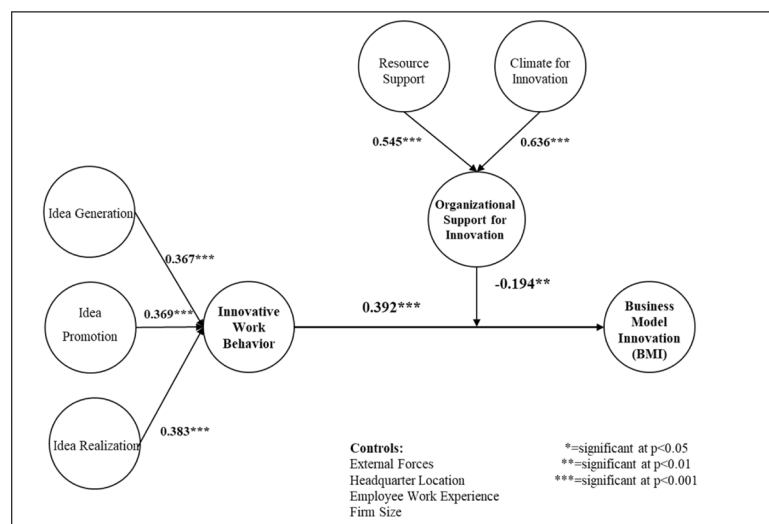 Resource
Support
Climate for
Innovation
0.545***
0.636***
Idea Generation
Organizational
Support for
Innovation
0.367***
-0.194**
Idea
Promotion
0.369***
Innovative
Work
Behavior
0.392***
Business
Model
Innovation
(BMI)
0.383***
Idea Realization
Controls:
External Forces
Headquarter Location
Employee Work Experience
Firm Size
*=significant at p<0.05
**=significant at p<0.01
***=significant at p<0.001